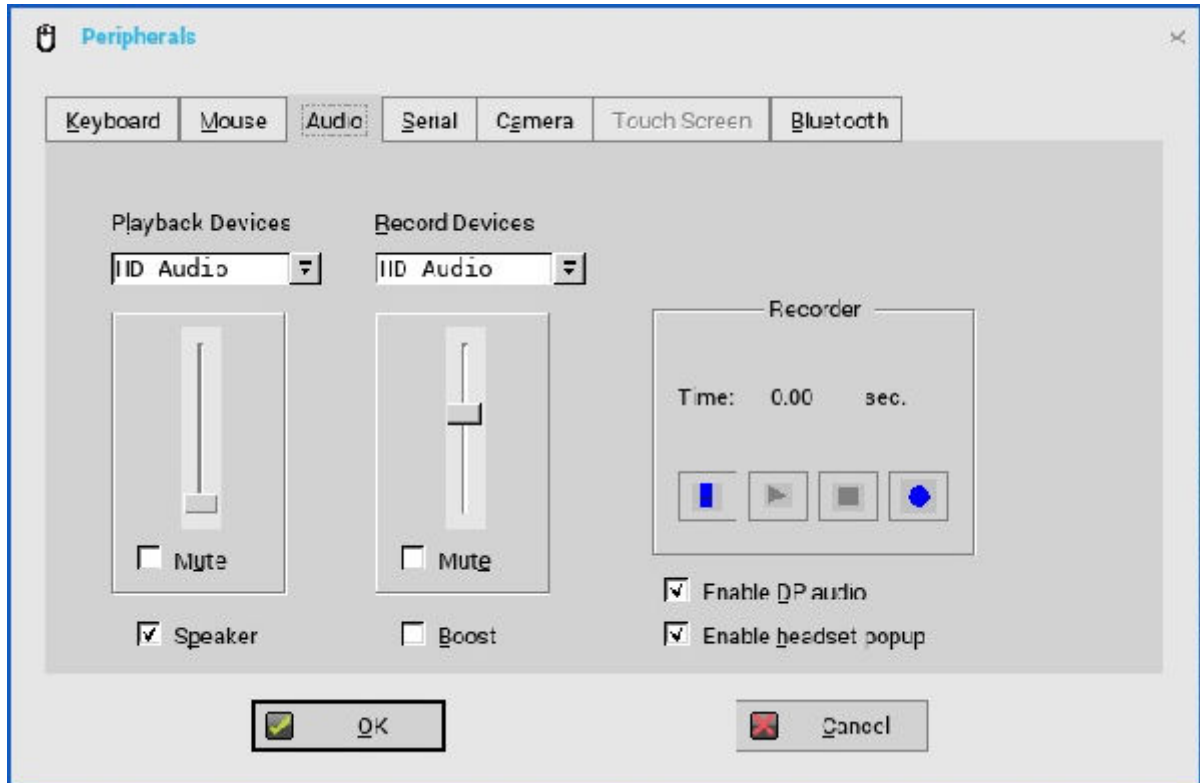 Peripherals
Keyboard Mouse Audio Serial Camera Touch Screen Bluetooth
Playback Devices Record Devices
HD Audio HD Audio
Recorder
Time: 0.00 sec.
Mute Mute
Enable DP audio
Speaker Boost Enable headset popup
OK Cancel